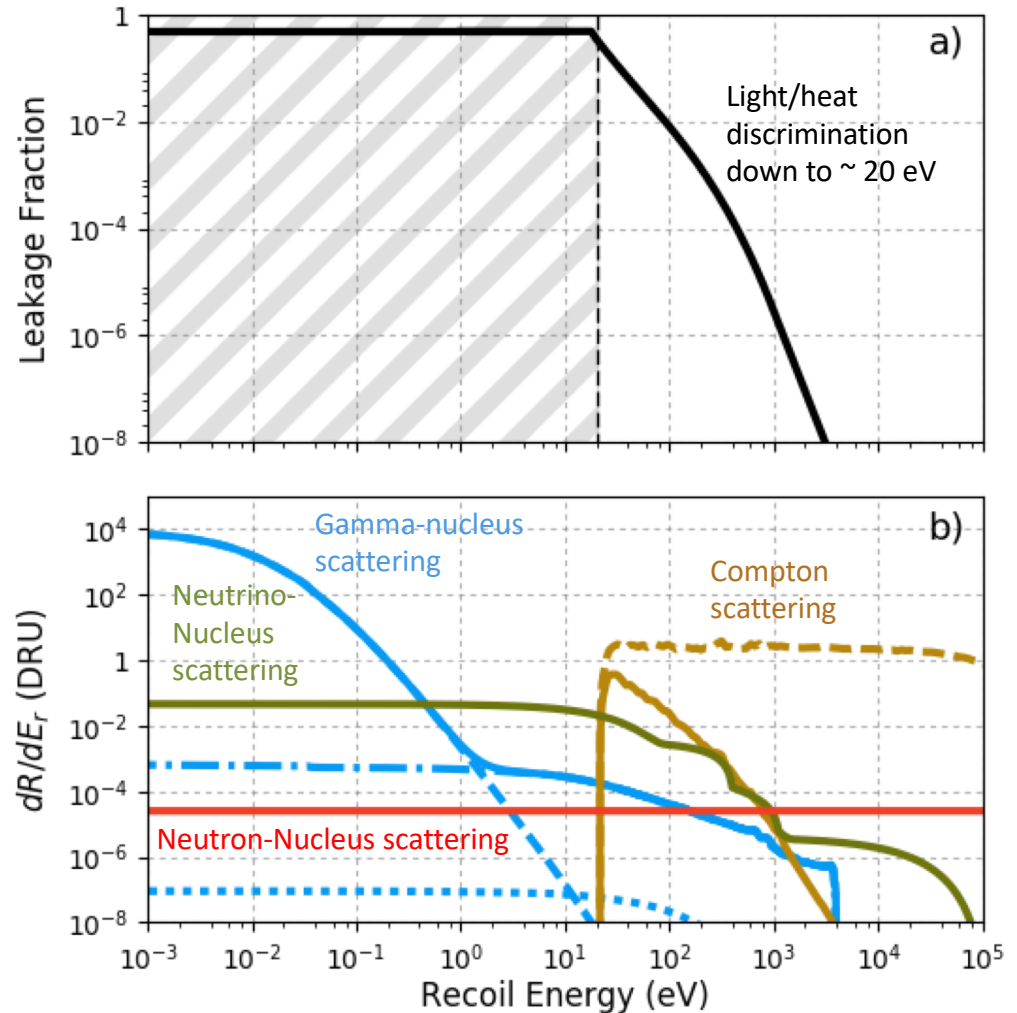 1
10⁻²
10⁻⁴
10⁻⁶
10⁻⁸
Leakage Fraction
a)
Light/heat
discrimination
down to ~ 20 eV
b)
10⁴
10²
1
10⁻²
10⁻⁴
10⁻⁶
10⁻⁸
dR/dEᵣ (DRU)
Gamma-nucleus
scattering
Neutrino-
Nucleus
scattering
Compton
scattering
Neutron-Nucleus scattering
10⁻³ 10⁻² 10⁻¹ 10⁰ 10¹ 10² 10³ 10⁴ 10⁵
Recoil Energy (eV)